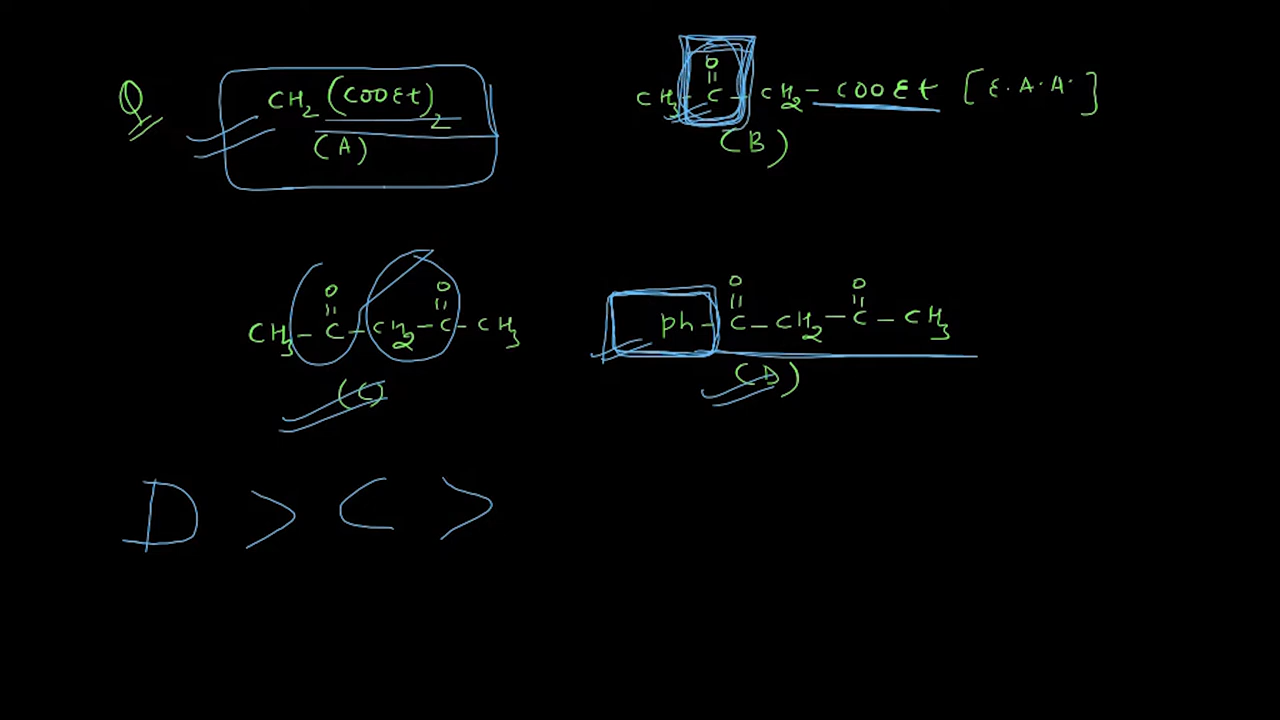 Q CH2(COOEt)2
(A)
O
||
CH3-C-CH2-COOEt [E.A.A.]
(B)
O O
|| ||
CH3-C-CH2-C-CH3
(C)
O O
|| ||
ph-C-CH2-C-CH3
(D)
D > C >